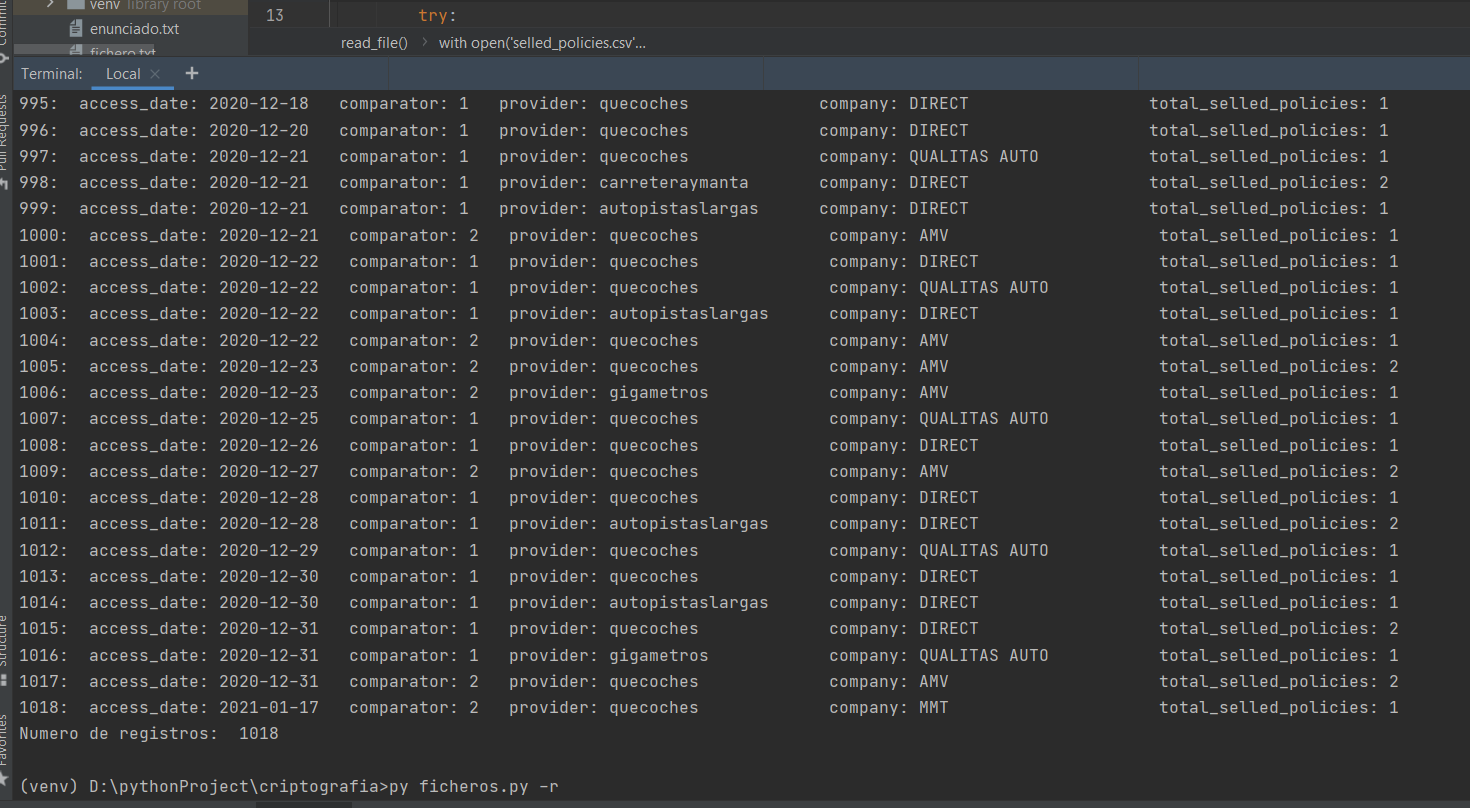 venv library root
13 try:
enunciado.txt
fichero.txt
read_file() > with open('selled_policies.csv'...
Terminal: Local × +
995: access_date: 2020-12-18 comparator: 1 provider: quecoches company: DIRECT total_selled_policies: 1
996: access_date: 2020-12-20 comparator: 1 provider: quecoches company: DIRECT total_selled_policies: 1
997: access_date: 2020-12-21 comparator: 1 provider: quecoches company: QUALITAS AUTO total_selled_policies: 1
998: access_date: 2020-12-21 comparator: 1 provider: carreteraymanta company: DIRECT total_selled_policies: 2
999: access_date: 2020-12-21 comparator: 1 provider: autopistaslargas company: DIRECT total_selled_policies: 1
1000: access_date: 2020-12-21 comparator: 2 provider: quecoches company: AMV total_selled_policies: 1
1001: access_date: 2020-12-22 comparator: 1 provider: quecoches company: DIRECT total_selled_policies: 1
1002: access_date: 2020-12-22 comparator: 1 provider: quecoches company: QUALITAS AUTO total_selled_policies: 1
1003: access_date: 2020-12-22 comparator: 1 provider: autopistaslargas company: DIRECT total_selled_policies: 1
1004: access_date: 2020-12-22 comparator: 2 provider: quecoches company: AMV total_selled_policies: 1
1005: access_date: 2020-12-23 comparator: 2 provider: quecoches company: AMV total_selled_policies: 2
1006: access_date: 2020-12-23 comparator: 2 provider: gigametros company: AMV total_selled_policies: 1
1007: access_date: 2020-12-25 comparator: 1 provider: quecoches company: QUALITAS AUTO total_selled_policies: 1
1008: access_date: 2020-12-26 comparator: 1 provider: quecoches company: DIRECT total_selled_policies: 1
1009: access_date: 2020-12-27 comparator: 2 provider: quecoches company: AMV total_selled_policies: 2
1010: access_date: 2020-12-28 comparator: 1 provider: quecoches company: DIRECT total_selled_policies: 1
1011: access_date: 2020-12-28 comparator: 1 provider: autopistaslargas company: DIRECT total_selled_policies: 2
1012: access_date: 2020-12-29 comparator: 1 provider: quecoches company: QUALITAS AUTO total_selled_policies: 1
1013: access_date: 2020-12-30 comparator: 1 provider: quecoches company: DIRECT total_selled_policies: 1
1014: access_date: 2020-12-30 comparator: 1 provider: autopistaslargas company: DIRECT total_selled_policies: 1
1015: access_date: 2020-12-31 comparator: 1 provider: quecoches company: DIRECT total_selled_policies: 2
1016: access_date: 2020-12-31 comparator: 1 provider: gigametros company: QUALITAS AUTO total_selled_policies: 1
1017: access_date: 2020-12-31 comparator: 2 provider: quecoches company: AMV total_selled_policies: 2
1018: access_date: 2021-01-17 comparator: 2 provider: quecoches company: MMT total_selled_policies: 1
Numero de registros: 1018
(venv) D:\pythonProject\criptografia>py ficheros.py -r
Commit
Pull Requests
Structure
Favorites